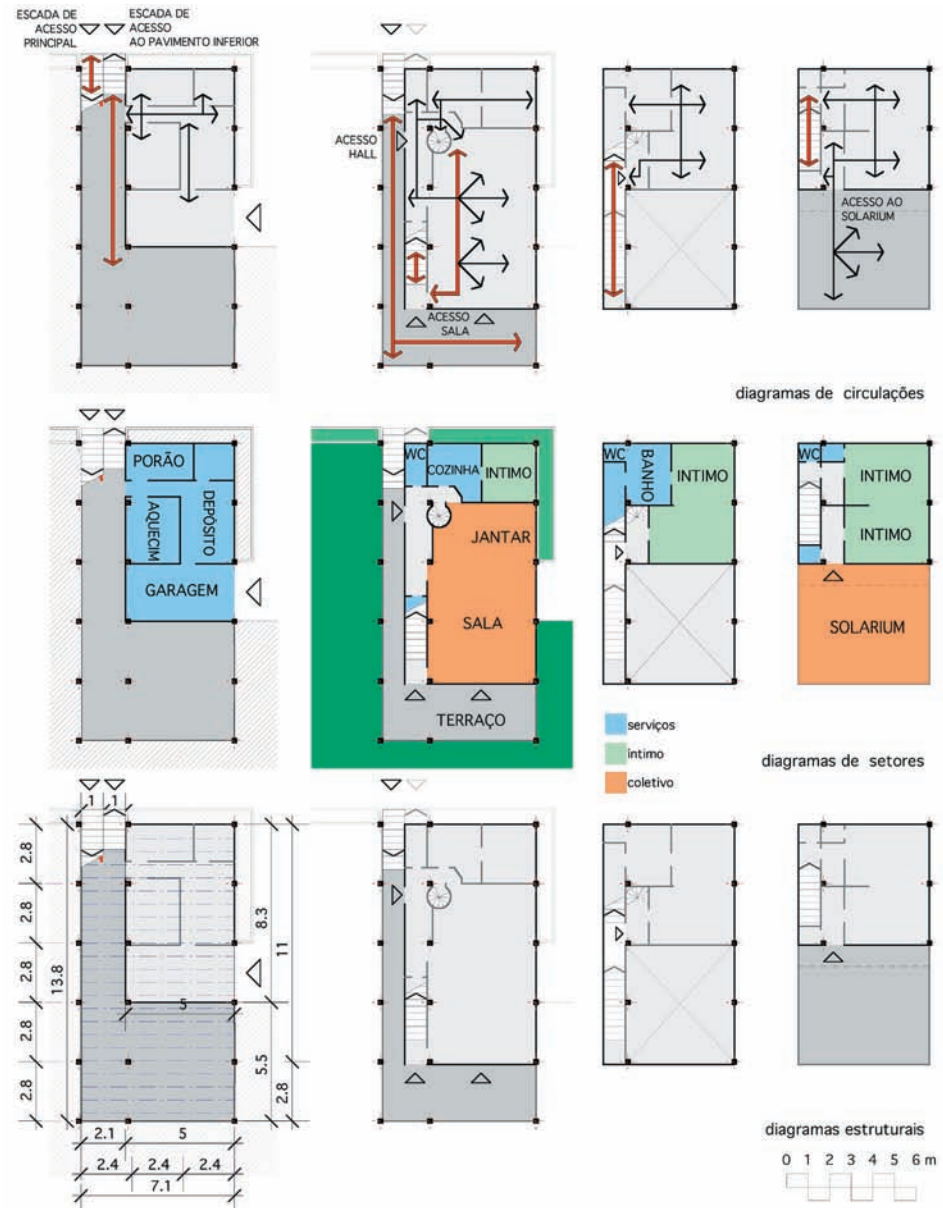 ESCADA DE
ACESSO
PRINCIPAL
ESCADA DE
ACESSO
AO PAVIMENTO INFERIOR
ACESSO
HALL
ACESSO
SALA
ACESSO AO
SOLARIUM
diagramas de circulações
PORÃO
AQUECIM
DEPÓSITO
GARAGEM
WC
COZINHA
INTIMO
JANTAR
SALA
TERRAÇO
WC
BANHO
INTIMO
WC
INTIMO
INTIMO
SOLARIUM
serviços
íntimo
coletivo
diagramas de setores
1 1
2.8
2.8
2.8
2.8
2.8
13.8
8.3
11
5
5.5
2.8
2.1 5
2.4 2.4 2.4
7.1
diagramas estruturais
0 1 2 3 4 5 6 m